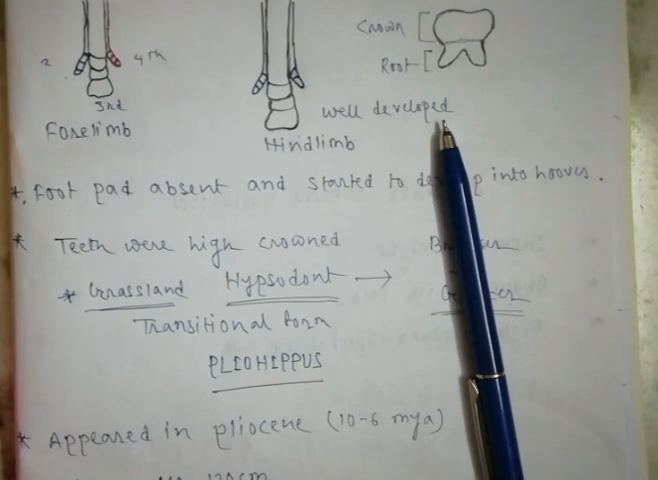 Crown
Root
2
4th
3rd
Forelimb
well developed
Hindlimb
* Foot pad absent and started to de p into hooves.
* Teeth were high crowned
* Grassland Hypsodont →
Transitional form
PLIOHIPPUS
* Appeared in pliocene (10-6 mya)
120cm